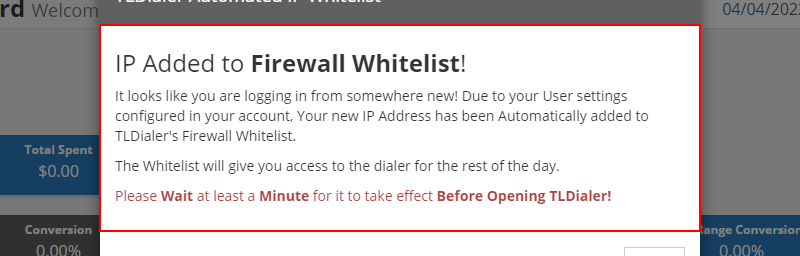 TLDialer Automated IP Whitelist
rd Welcom
04/04/202
IP Added to Firewall Whitelist!
It looks like you are logging in from somewhere new! Due to your User settings
configured in your account, Your new IP Address has been Automatically added to
TLDialer's Firewall Whitelist.
The Whitelist will give you access to the dialer for the rest of the day.
Please Wait at least a Minute for it to take effect Before Opening TLDialer!
Total Spent
$0.00
Conversion
0.00%
Range Conversion
0.00%